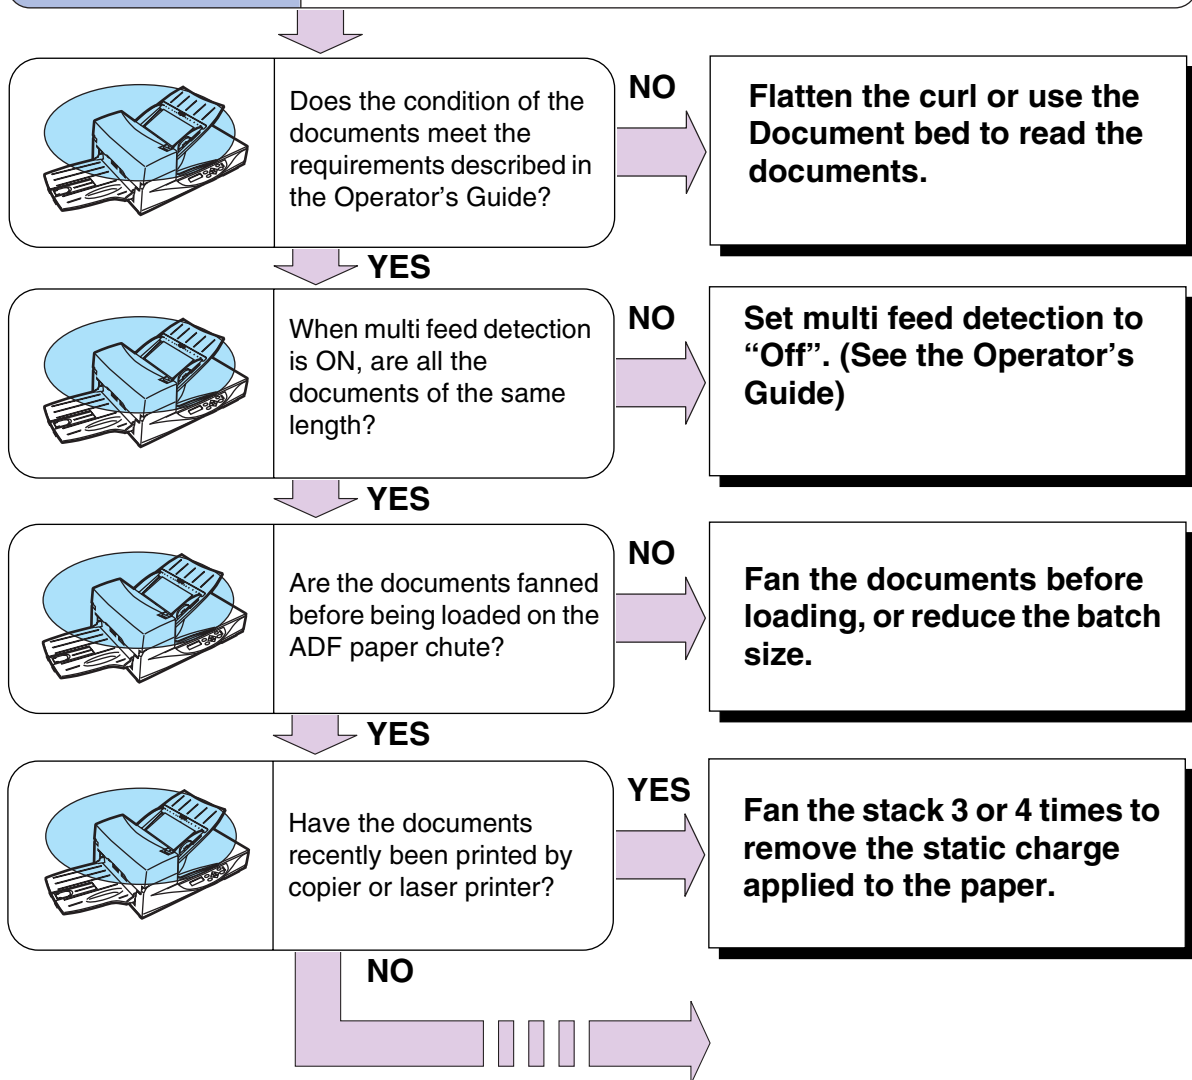 Does the condition of the
documents meet the
requirements described in
the Operator's Guide?
NO
Flatten the curl or use the
Document bed to read the
documents.
YES
When multi feed detection
is ON, are all the
documents of the same
length?
NO
Set multi feed detection to
“Off”. (See the Operator’s
Guide)
YES
Are the documents fanned
before being loaded on the
ADF paper chute?
NO
Fan the documents before
loading, or reduce the batch
size.
YES
Have the documents
recently been printed by
copier or laser printer?
YES
Fan the stack 3 or 4 times to
remove the static charge
applied to the paper.
NO